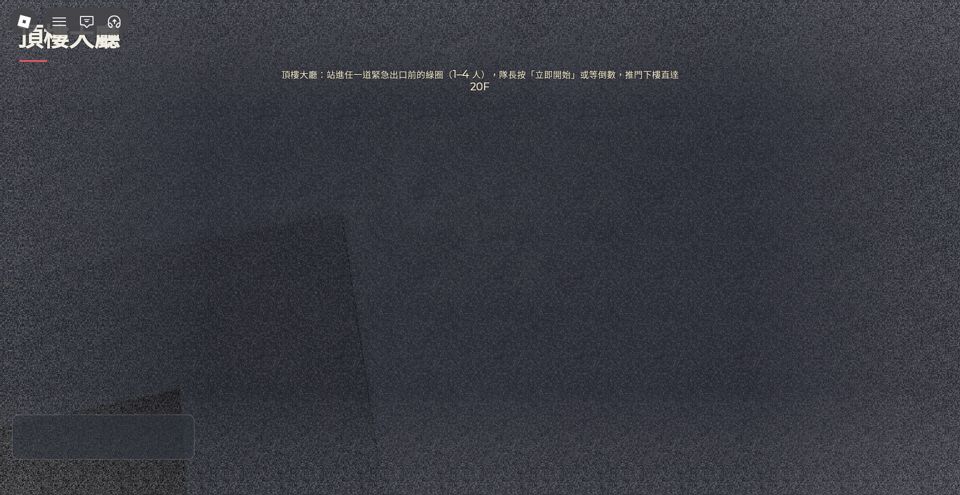 頂樓大廳
頂樓大廳：站進任一道緊急出口前的綠圈（1–4 人），隊長按「立即開始」或等倒數，推門下樓直達
20F